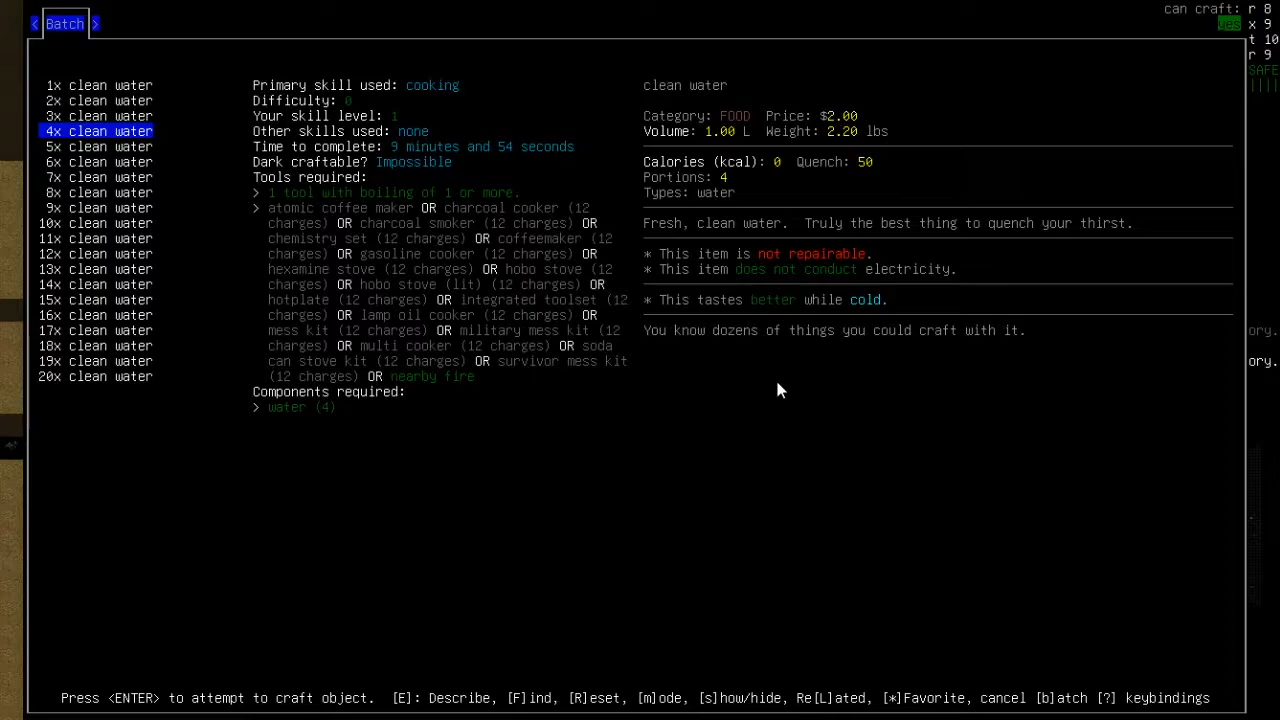 can craft: r 8
< Batch > yes x 9
t 10
r 9
SAFE
1x clean water
2x clean water
3x clean water
4x clean water
5x clean water
6x clean water
7x clean water
8x clean water
9x clean water
10x clean water
11x clean water
12x clean water
13x clean water
14x clean water
15x clean water
16x clean water
17x clean water
18x clean water
19x clean water
20x clean water
Primary skill used: cooking
Difficulty: 0
Your skill level: 1
Other skills used: none
Time to complete: 9 minutes and 54 seconds
Dark craftable? Impossible
Tools required:
> 1 tool with boiling of 1 or more.
> atomic coffee maker OR charcoal cooker (12
charges) OR charcoal smoker (12 charges) OR
chemistry set (12 charges) OR coffeemaker (12
charges) OR gasoline cooker (12 charges) OR
hexamine stove (12 charges) OR hobo stove (12
charges) OR hobo stove (lit) (12 charges) OR
hotplate (12 charges) OR Integrated toolset (12
charges) OR lamp oil cooker (12 charges) OR
mess kit (12 charges) OR military mess kit (12
charges) OR multi cooker (12 charges) OR soda
can stove kit (12 charges) OR survivor mess kit
(12 charges) OR nearby fire
Components required:
> water (4)
clean water
Category: FOOD Price: $2.00
Volume: 1.00 L Weight: 2.20 lbs
Calories (kcal): 0 Quench: 50
Portions: 4
Types: water
Fresh, clean water. Truly the best thing to quench your thirst.
* This item is not repairable.
* This item does not conduct electricity.
* This tastes better while cold.
You know dozens of things you could craft with it.
ory.
ory.
Press <ENTER> to attempt to craft object. [E]: Describe, [F]ind, [R]eset, [m]ode, [s]how/hide, Re[L]ated, [*]Favorite, cancel [b]atch [?] keybindings